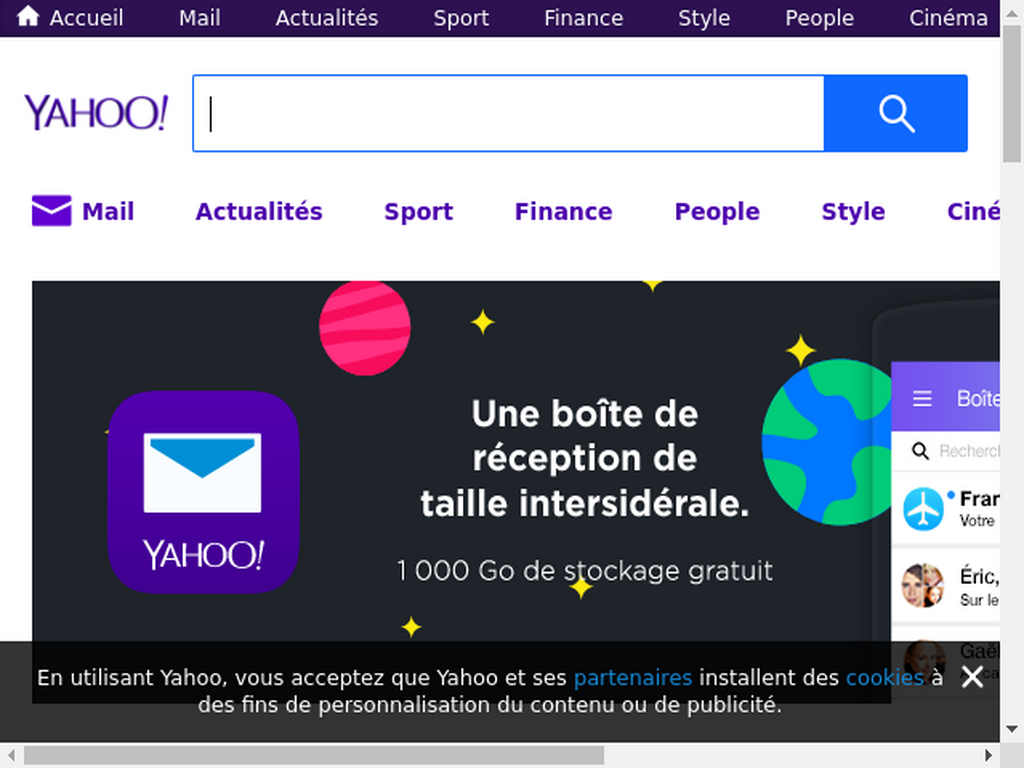 Accueil Mail Actualités Sport Finance Style People Cinéma
YAHOO!
Mail Actualités Sport Finance People Style Ciné
Une boîte de
réception de
taille intersidérale.
1 000 Go de stockage gratuit
YAHOO!
Boîte
Recherch
Fran
Votre
Éric,
Sur le
Gaël
En utilisant Yahoo, vous acceptez que Yahoo et ses partenaires installent des cookies à
des fins de personnalisation du contenu ou de publicité.